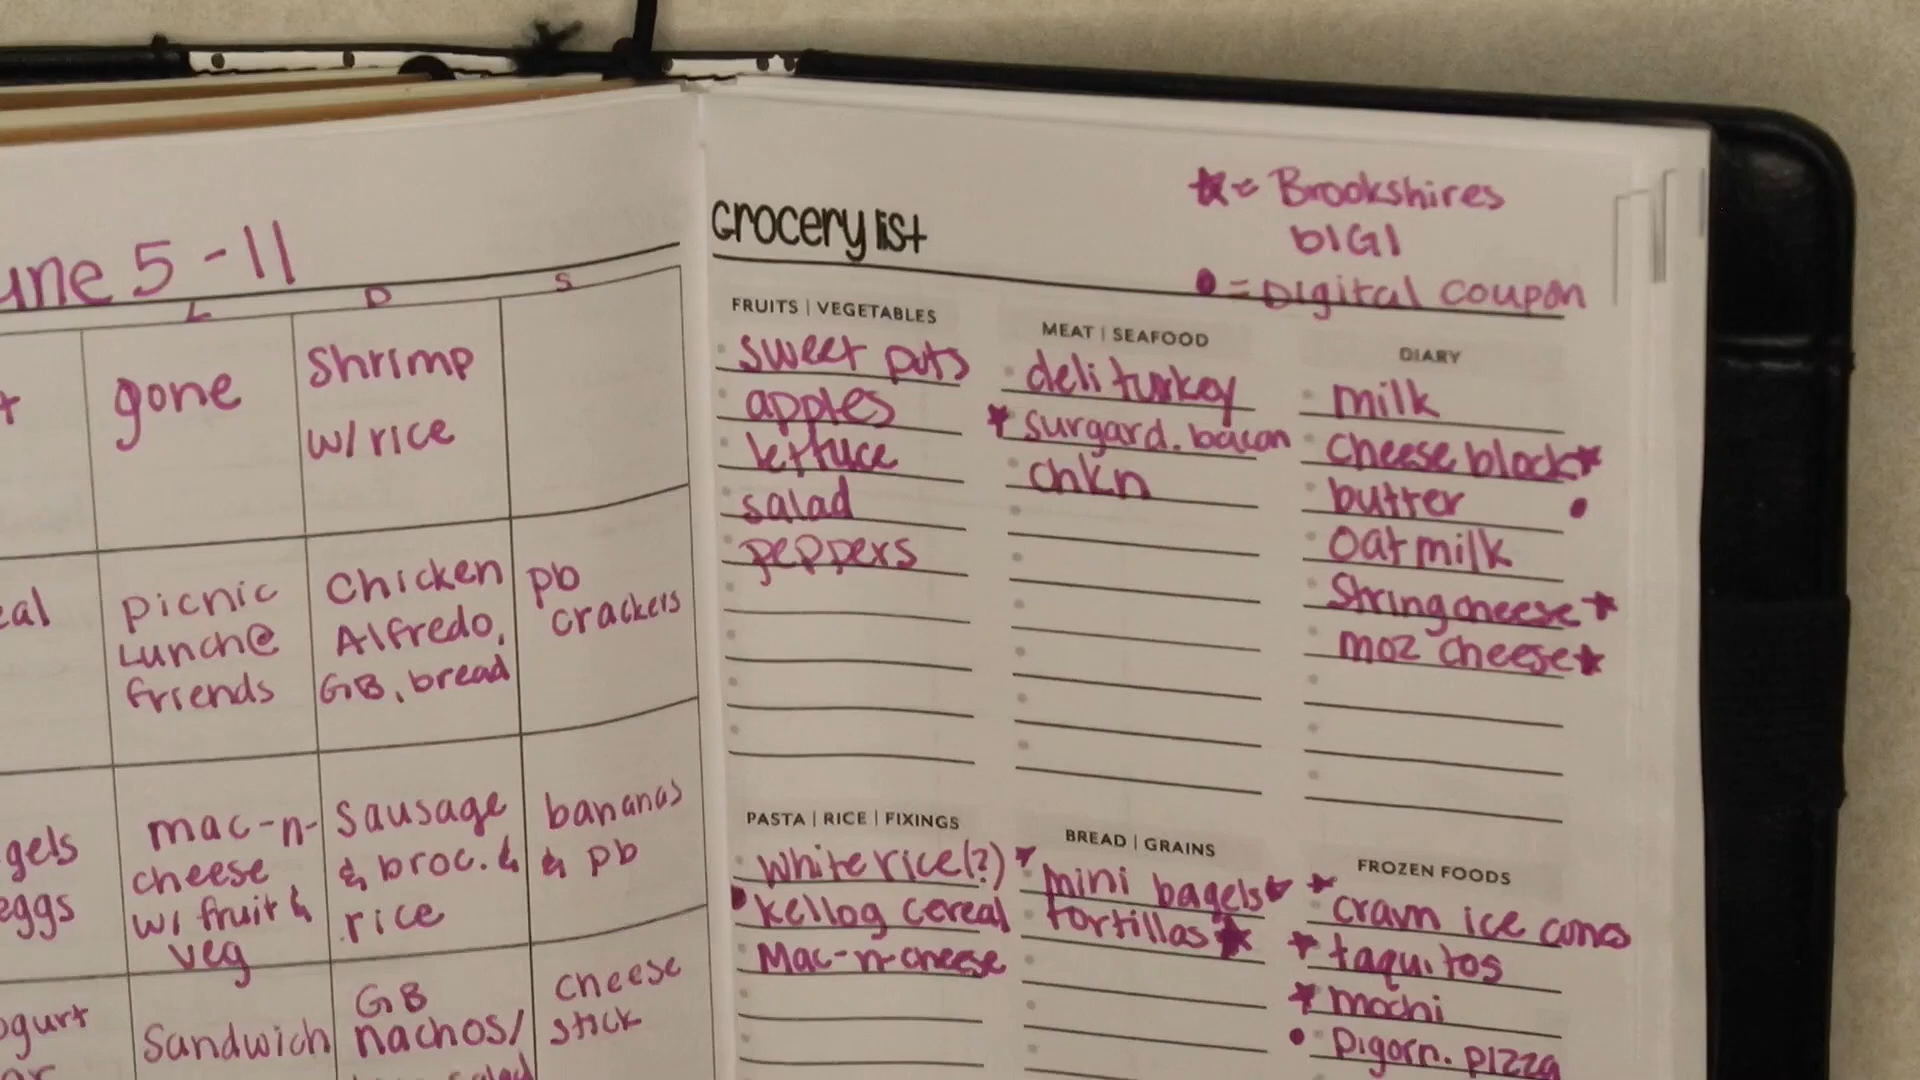 une 5-11
L D S
gone
Shrimp
w/rice
eal
picnic
Lunch@
friends
Chicken
Alfredo,
GB, bread
pb
crackers
gels
eggs
mac-n-
cheese
w/ fruit &
veg
Sausage
& broc. &
rice
bananas
& pb
ogurt
Sandwich
GB
nachos/
cheese
stick
grocery list
★ = Brookshires
b1G1
● = Digital coupon
FRUITS | VEGETABLES
sweet pots
apples
lettuce
salad
peppers
MEAT | SEAFOOD
deli turkey
★ surgard. bacon
chkn
DIARY
milk
cheese block ★
butter ●
oat milk
String cheese ★
moz cheese ★
PASTA | RICE | FIXINGS
white rice (?)
● kellog cereal
Mac-n-cheese
BREAD | GRAINS
★ mini bagels ★
tortillas ★
FROZEN FOODS
★ cravn ice cones
★ taquitos
★ mochi
● Digorn. pizza